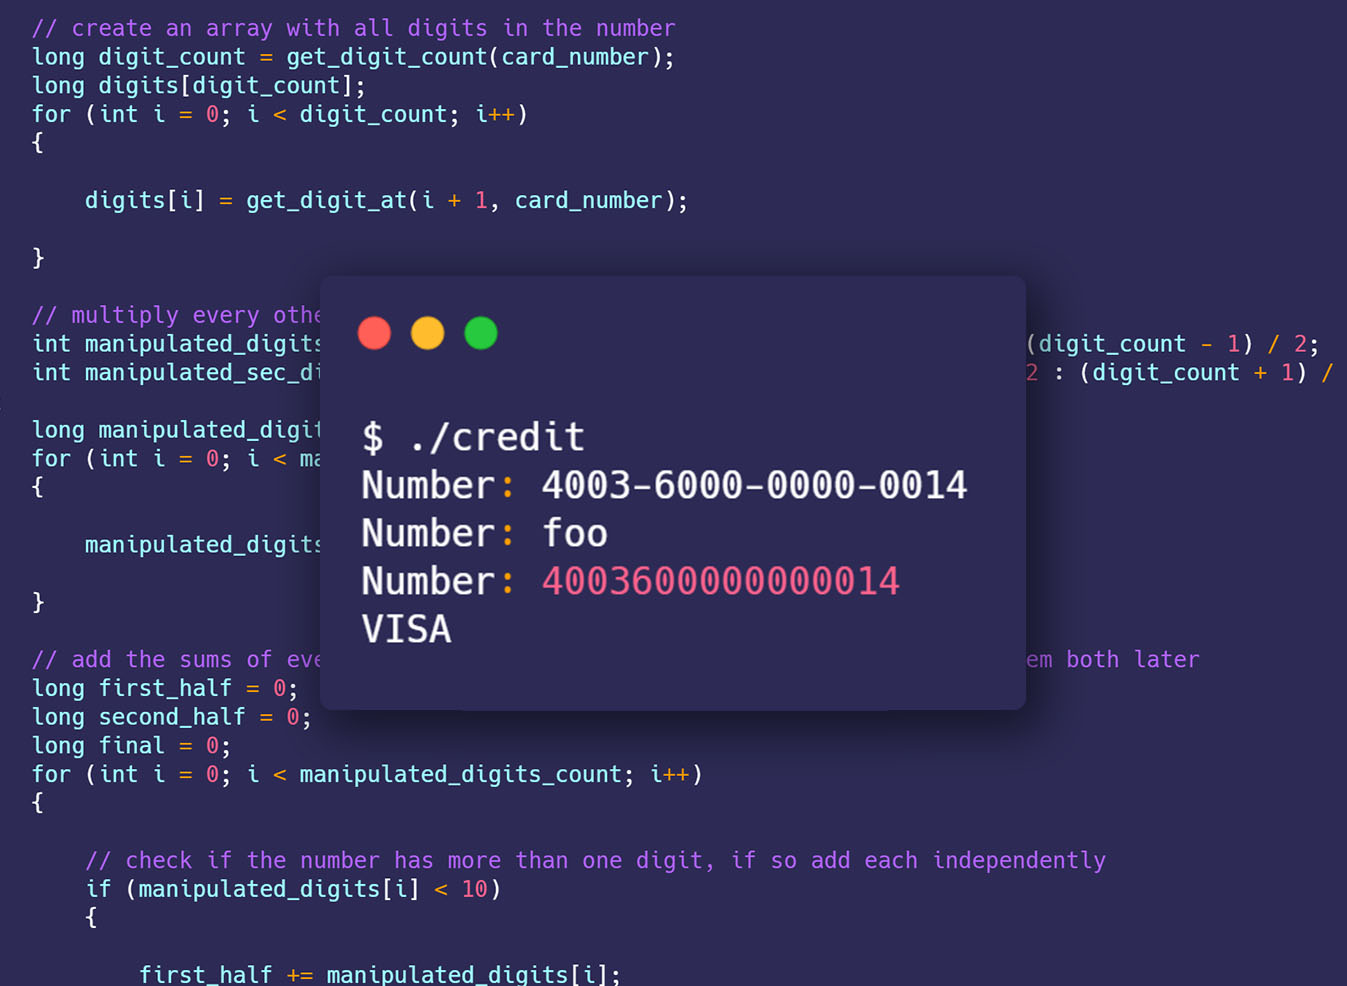 // create an array with all digits in the number
long digit_count = get_digit_count(card_number);
long digits[digit_count];
for (int i = 0; i < digit_count; i++)
{
digits[i] = get_digit_at(i + 1, card_number);
}
// multiply every othe
int manipulated_digits (digit_count - 1) / 2;
int manipulated_sec_di 2 : (digit_count + 1) /
long manipulated_digit
for (int i = 0; i < ma
{
manipulated_digits
}
// add the sums of eve em both later
long first_half = 0;
long second_half = 0;
long final = 0;
for (int i = 0; i < manipulated_digits_count; i++)
{
// check if the number has more than one digit, if so add each independently
if (manipulated_digits[i] < 10)
{
first_half += manipulated_digits[i];
$ ./credit
Number: 4003-6000-0000-0014
Number: foo
Number: 4003600000000014
VISA